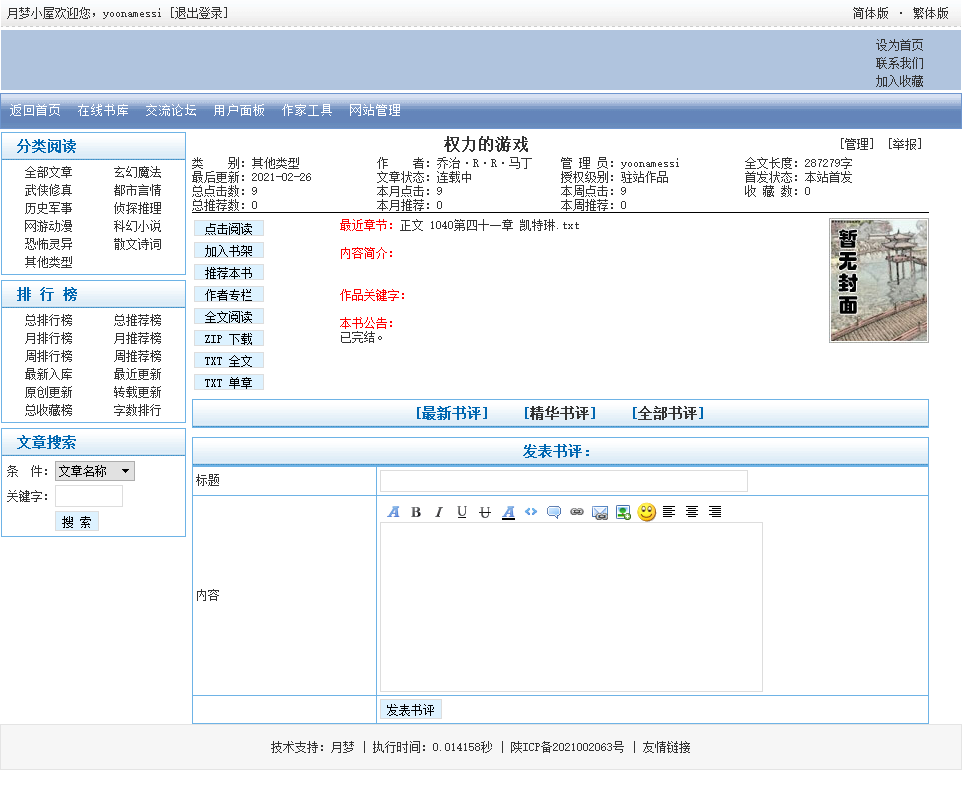 月梦小屋欢迎您，yoonamessi [退出登录]
简体版 · 繁体版
设为首页
联系我们
加入收藏
返回首页 在线书库 交流论坛 用户面板 作家工具 网站管理
分类阅读
全部文章 玄幻魔法
武侠修真 都市言情
历史军事 侦探推理
网游动漫 科幻小说
恐怖灵异 散文诗词
其他类型
排 行 榜
总排行榜 总推荐榜
月排行榜 月推荐榜
周排行榜 周推荐榜
最新入库 最近更新
原创更新 转载更新
总收藏榜 字数排行
文章搜索
条 件： 文章名称
关键字：
搜 索
权力的游戏
[管理] [举报]
类 别：其他类型 作 者：乔治·R·R·马丁 管 理 员：yoonamessi 全文长度：287279字
最后更新：2021-02-26 文章状态：连载中 授权级别：驻站作品 首发状态：本站首发
总点击数：9 本月点击：9 本周点击：9 收 藏 数：0
总推荐数：0 本月推荐：0 本周推荐：0
点击阅读
加入书架
推荐本书
作者专栏
全文阅读
ZIP 下载
TXT 全文
TXT 单章
最近章节：正文 1040第四十一章 凯特琳.txt
内容简介：
作品关键字：
本书公告：
已完结。
暂无封面
[最新书评] [精华书评] [全部书评]
发表书评：
标题
A B I U U A
内容
发表书评
技术支持：月梦 | 执行时间：0.014158秒 | 陕ICP备2021002063号 | 友情链接